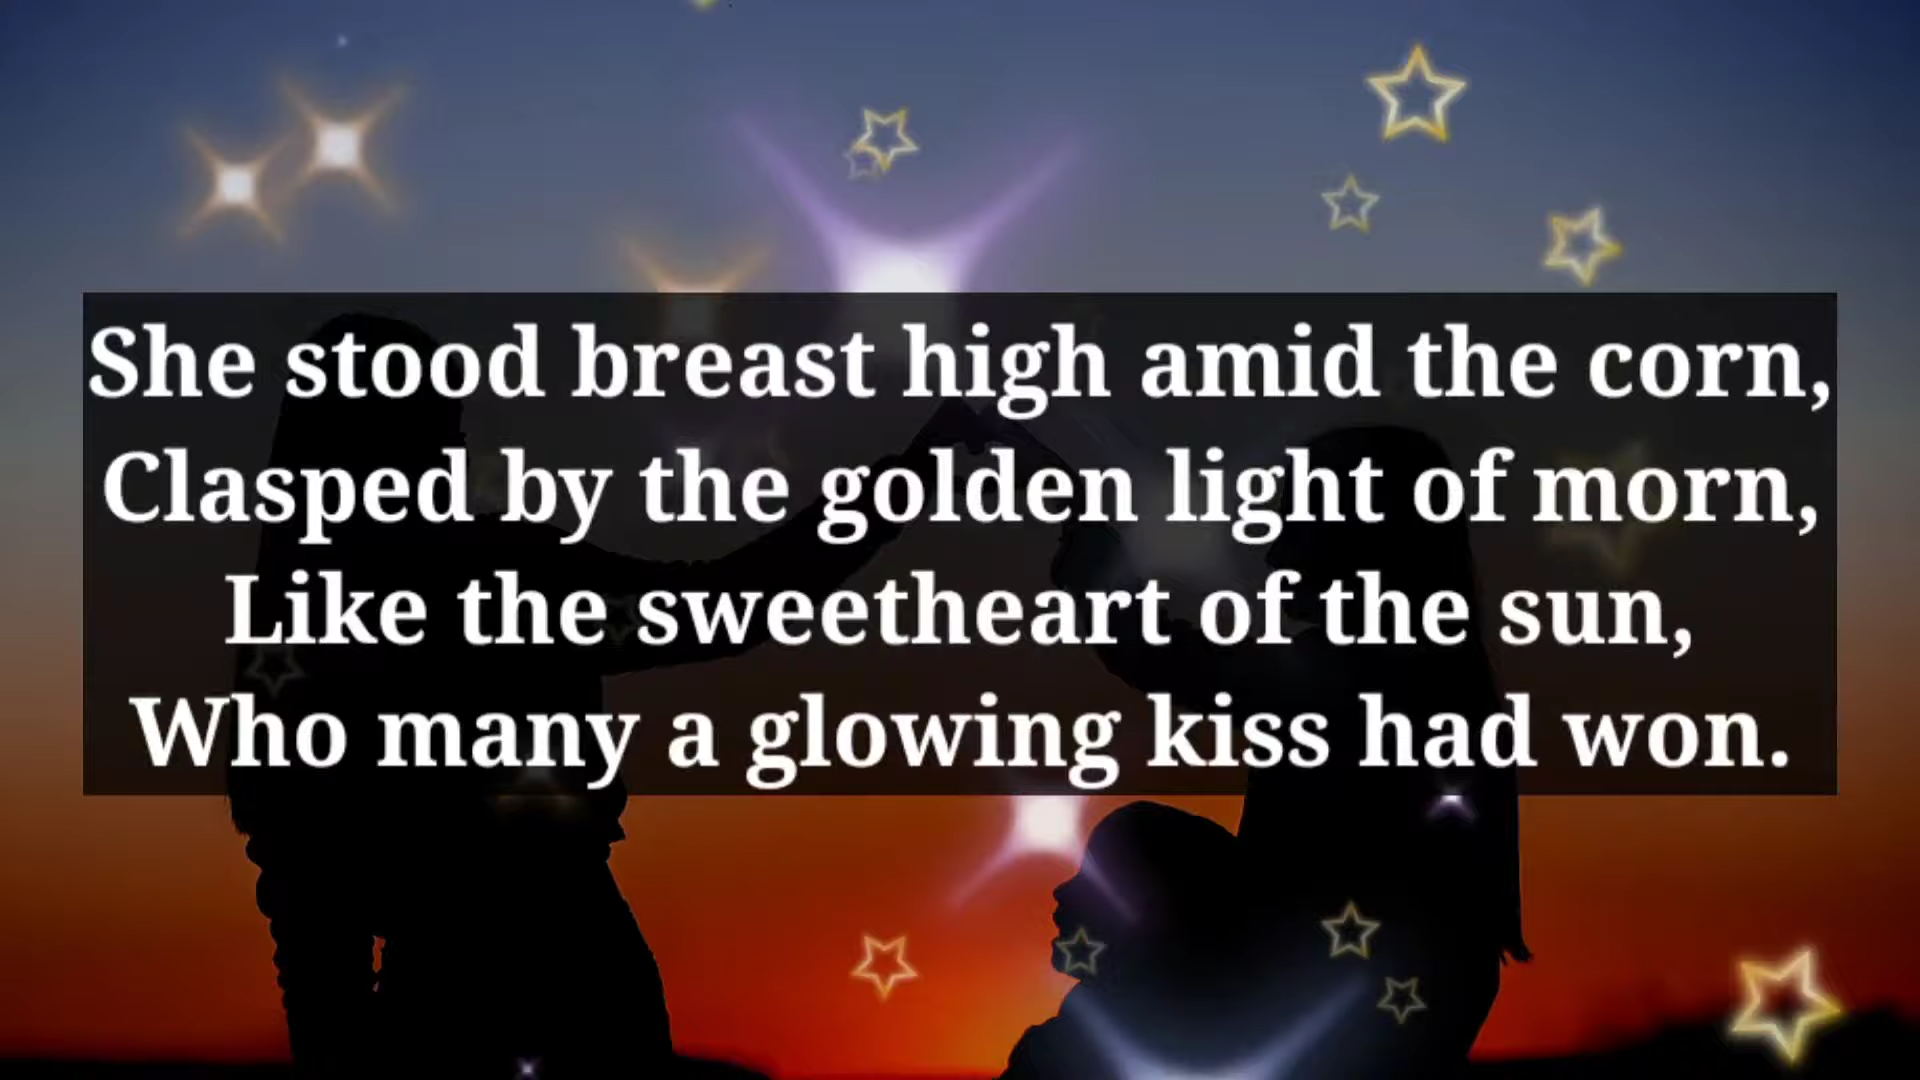 She stood breast high amid the corn,
Clasped by the golden light of morn,
Like the sweetheart of the sun,
Who many a glowing kiss had won.